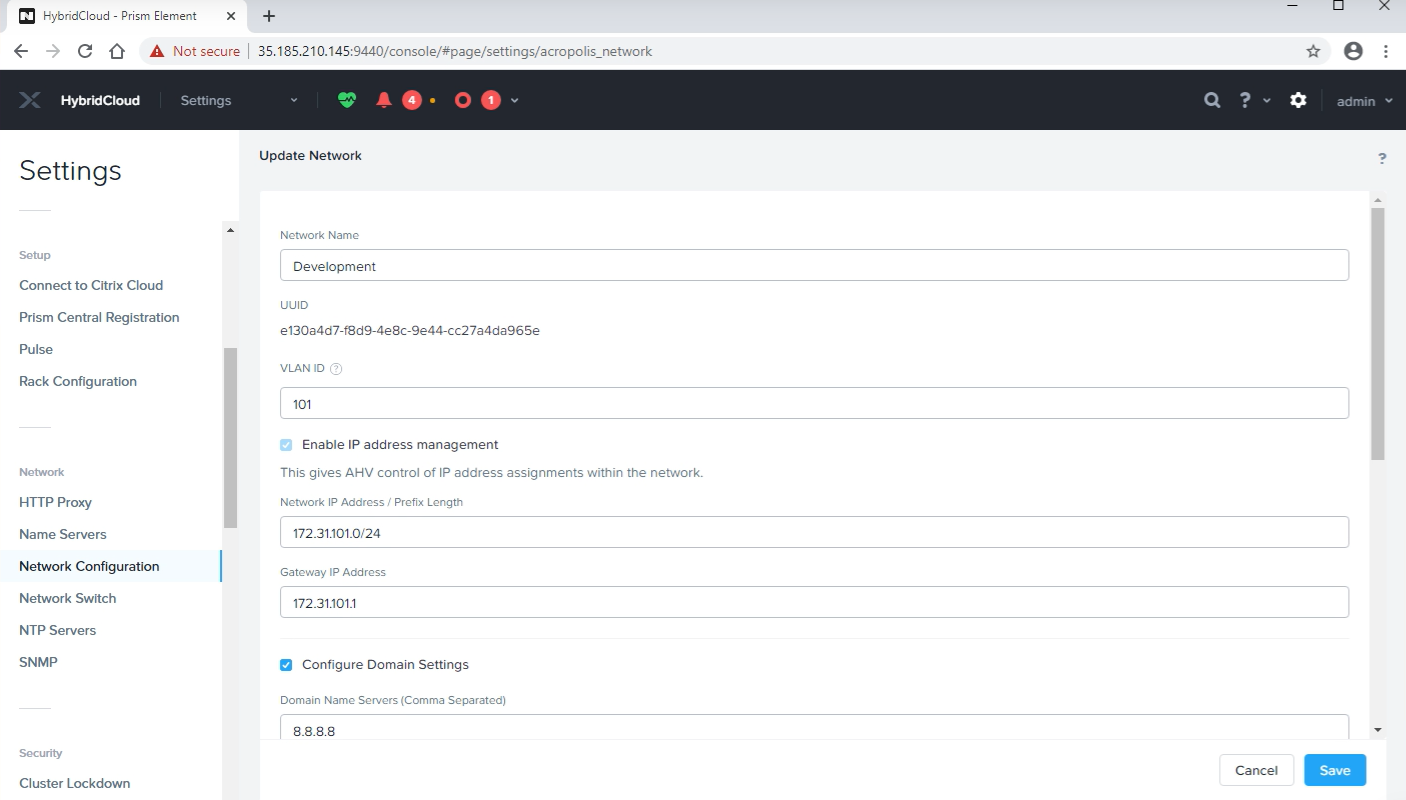 HybridCloud - Prism Element
Not secure
35.185.210.145:9440/console/#page/settings/acropolis_network
HybridCloud
Settings
4
1
?
admin
Settings
Update Network
?
Setup
Connect to Citrix Cloud
Prism Central Registration
Pulse
Rack Configuration
Network
HTTP Proxy
Name Servers
Network Configuration
Network Switch
NTP Servers
SNMP
Security
Cluster Lockdown
Network Name
Development
UUID
e130a4d7-f8d9-4e8c-9e44-cc27a4da965e
VLAN ID ?
101
Enable IP address management
This gives AHV control of IP address assignments within the network.
Network IP Address / Prefix Length
172.31.101.0/24
Gateway IP Address
172.31.101.1
Configure Domain Settings
Domain Name Servers (Comma Separated)
8.8.8.8
Cancel
Save